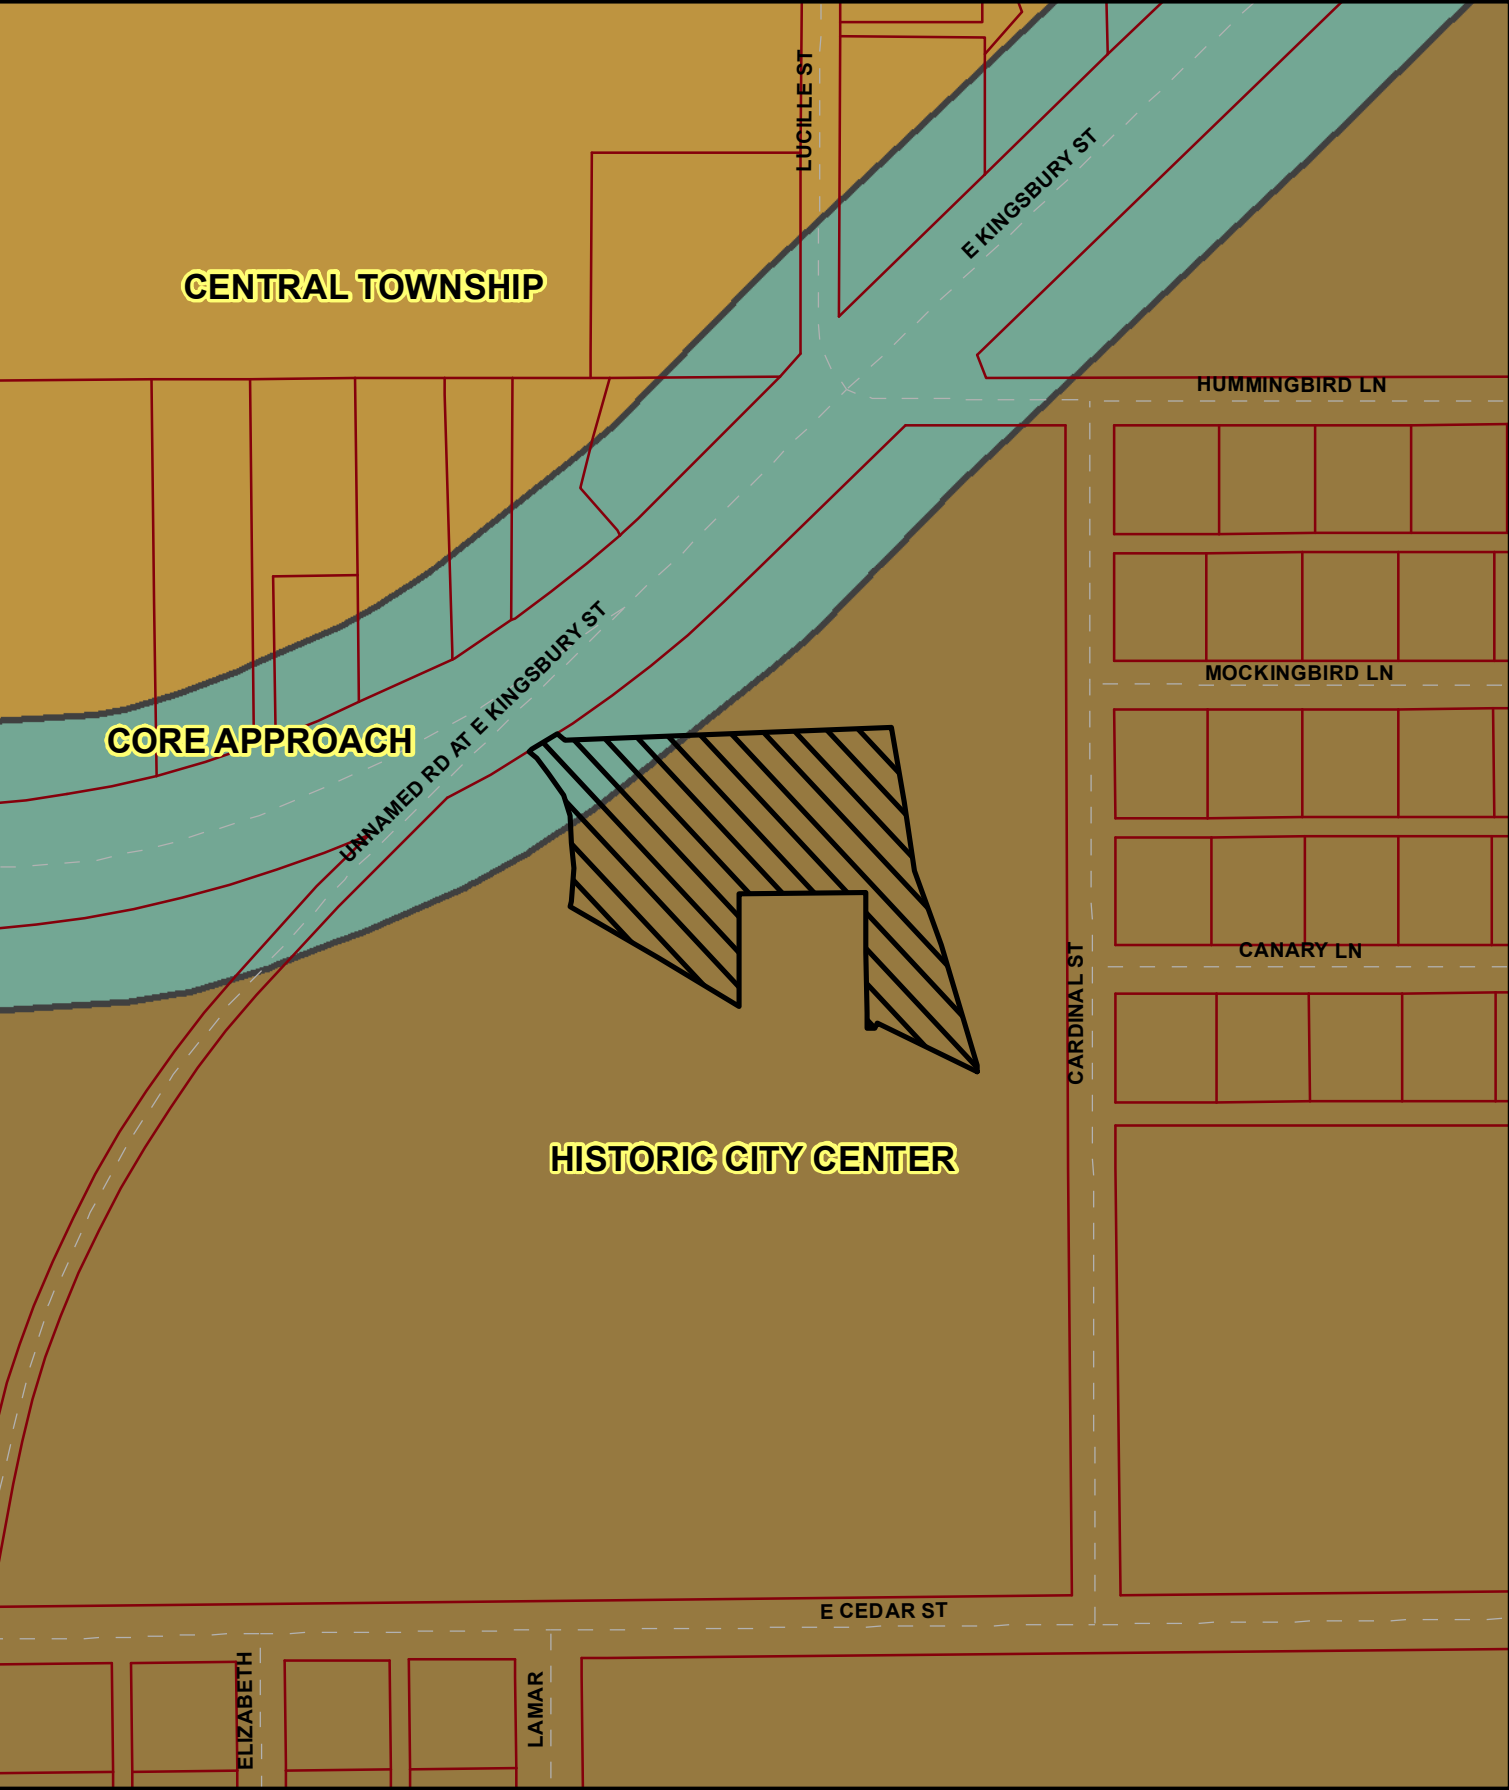 LUCILLE ST
E KINGSBURY ST
CENTRAL TOWNSHIP
HUMMINGBIRD LN
MOCKINGBIRD LN
UNNAMED RD AT E KINGSBURY ST
CORE APPROACH
CANARY LN
CARDINAL ST
HISTORIC CITY CENTER
E CEDAR ST
ELIZABETH
LAMAR